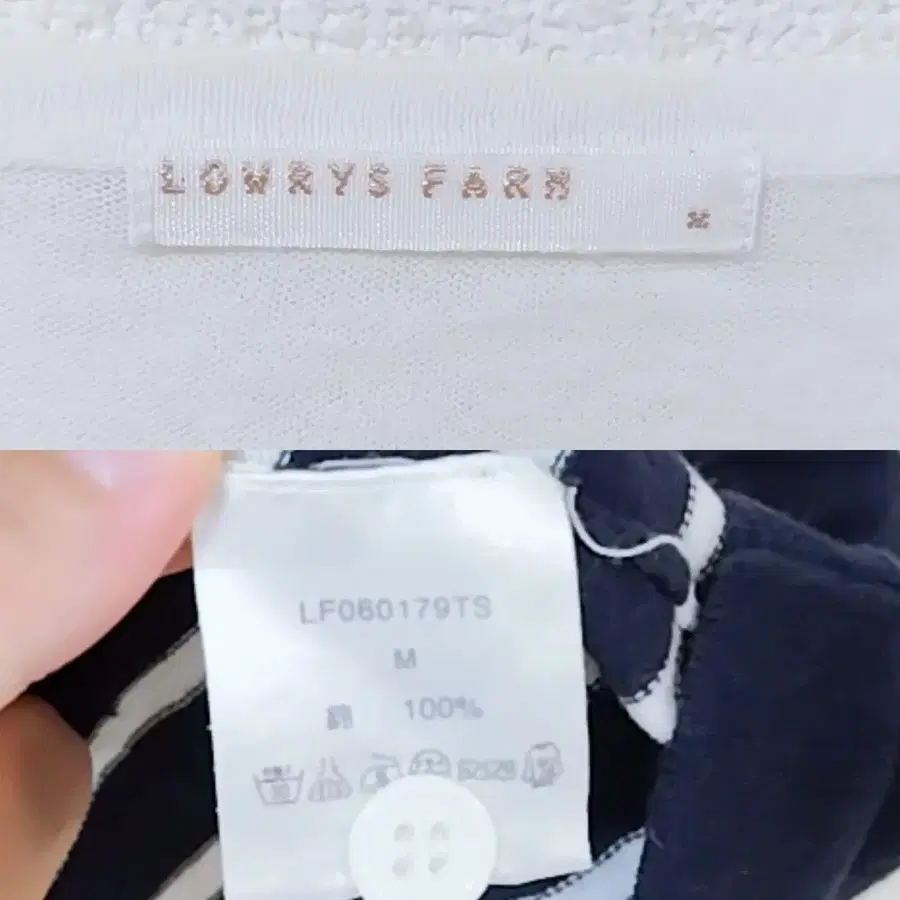 LOWRYS FARM
M
LF060179TS
M
綿 100%